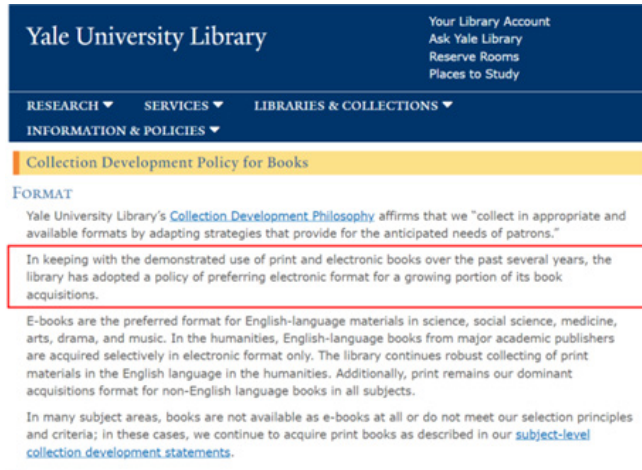 Yale University Library
Your Library Account
Ask Yale Library
Reserve Rooms
Places to Study
RESEARCH ▼ SERVICES ▼ LIBRARIES & COLLECTIONS ▼
INFORMATION & POLICIES ▼
Collection Development Policy for Books
FORMAT
Yale University Library's Collection Development Philosophy affirms that we "collect in appropriate and
available formats by adapting strategies that provide for the anticipated needs of patrons."
In keeping with the demonstrated use of print and electronic books over the past several years, the
library has adopted a policy of preferring electronic format for a growing portion of its book
acquisitions.
E-books are the preferred format for English-language materials in science, social science, medicine,
arts, drama, and music. In the humanities, English-language books from major academic publishers
are acquired selectively in electronic format only. The library continues robust collecting of print
materials in the English language in the humanities. Additionally, print remains our dominant
acquisitions format for non-English language books in all subjects.
In many subject areas, books are not available as e-books at all or do not meet our selection principles
and criteria; in these cases, we continue to acquire print books as described in our subject-level
collection development statements.